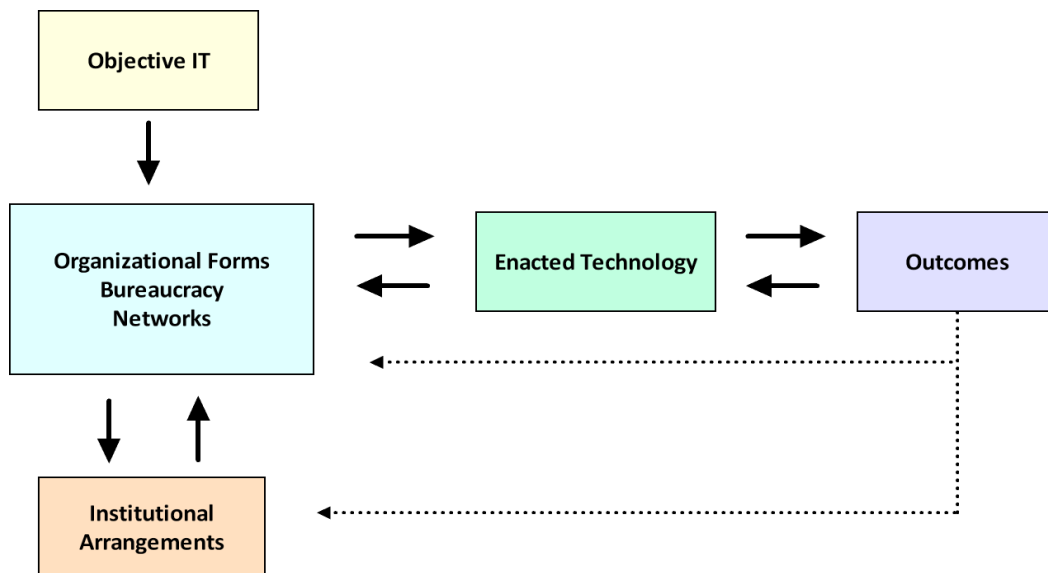 Objective IT
Organizational Forms
Bureaucracy
Networks
Enacted Technology
Outcomes
Institutional
Arrangements